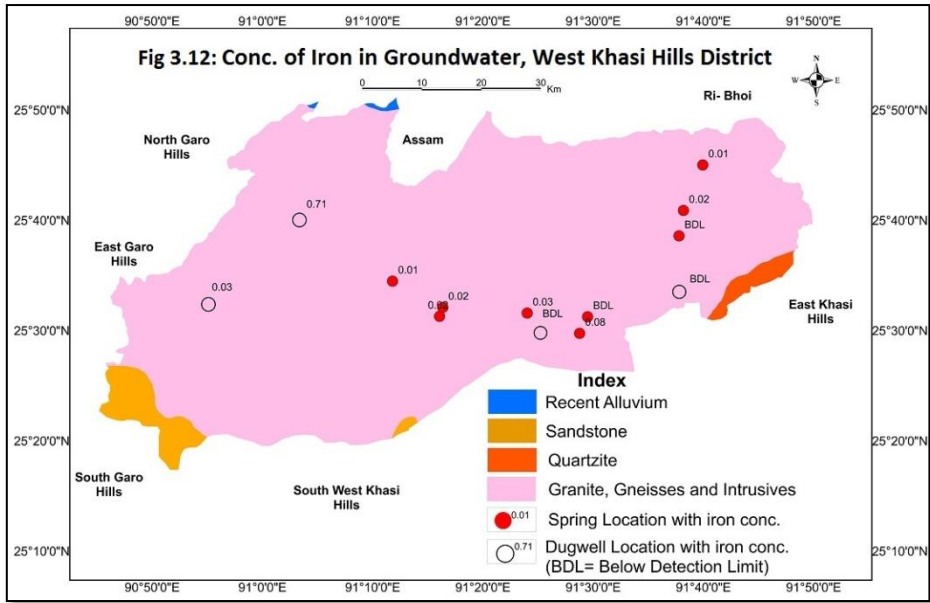 90°50'0"E 91°00'0"E 91°10'0"E 91°20'0"E 91°30'0"E 91°40'0"E 91°50'0"E
Fig 3.12: Conc. of Iron in Groundwater, West Khasi Hills District
0 10 20 30
Km
N
W E
S
Ri- Bhoi
25°50'0"N 25°50'0"N
North Garo
Hills
Assam
0.01
0.71
0.02
25°40'0"N 25°40'0"N
BDL
East Garo
Hills
0.03
0.01
BDL
0.02
0.03
BDL
BDL
0.08
East Khasi
Hills
25°30'0"N 25°30'0"N
Index
Recent Alluvium
Sandstone
25°20'0"N 25°20'0"N
Quartzite
South Garo
Hills
South West Khasi
Hills
Granite, Gneisses and Intrusives
0.01 Spring Location with iron conc.
25°10'0"N 25°10'0"N
0.71 Dugwell Location with iron conc.
(BDL= Below Detection Limit)
90°50'0"E 91°00'0"E 91°10'0"E 91°20'0"E 91°30'0"E 91°40'0"E 91°50'0"E